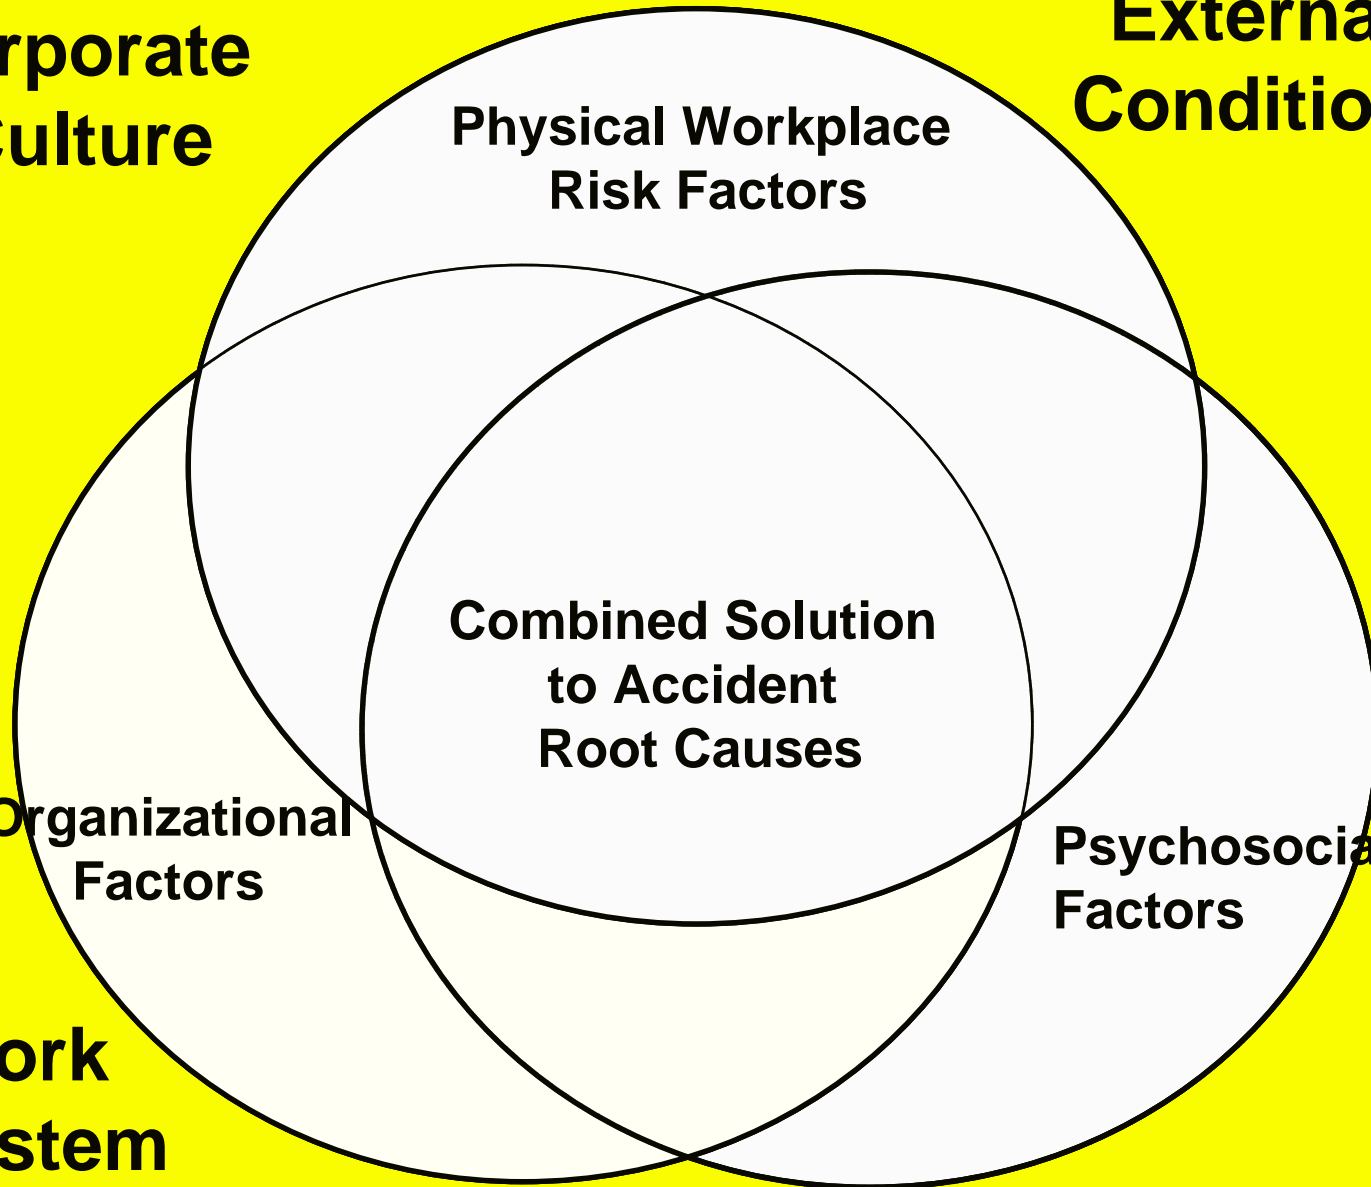 rporate
Culture
Externa
Conditio
Physical Workplace
Risk Factors
Combined Solution
to Accident
Root Causes
Organizational
Factors
Psychosocia
Factors
ork
stem